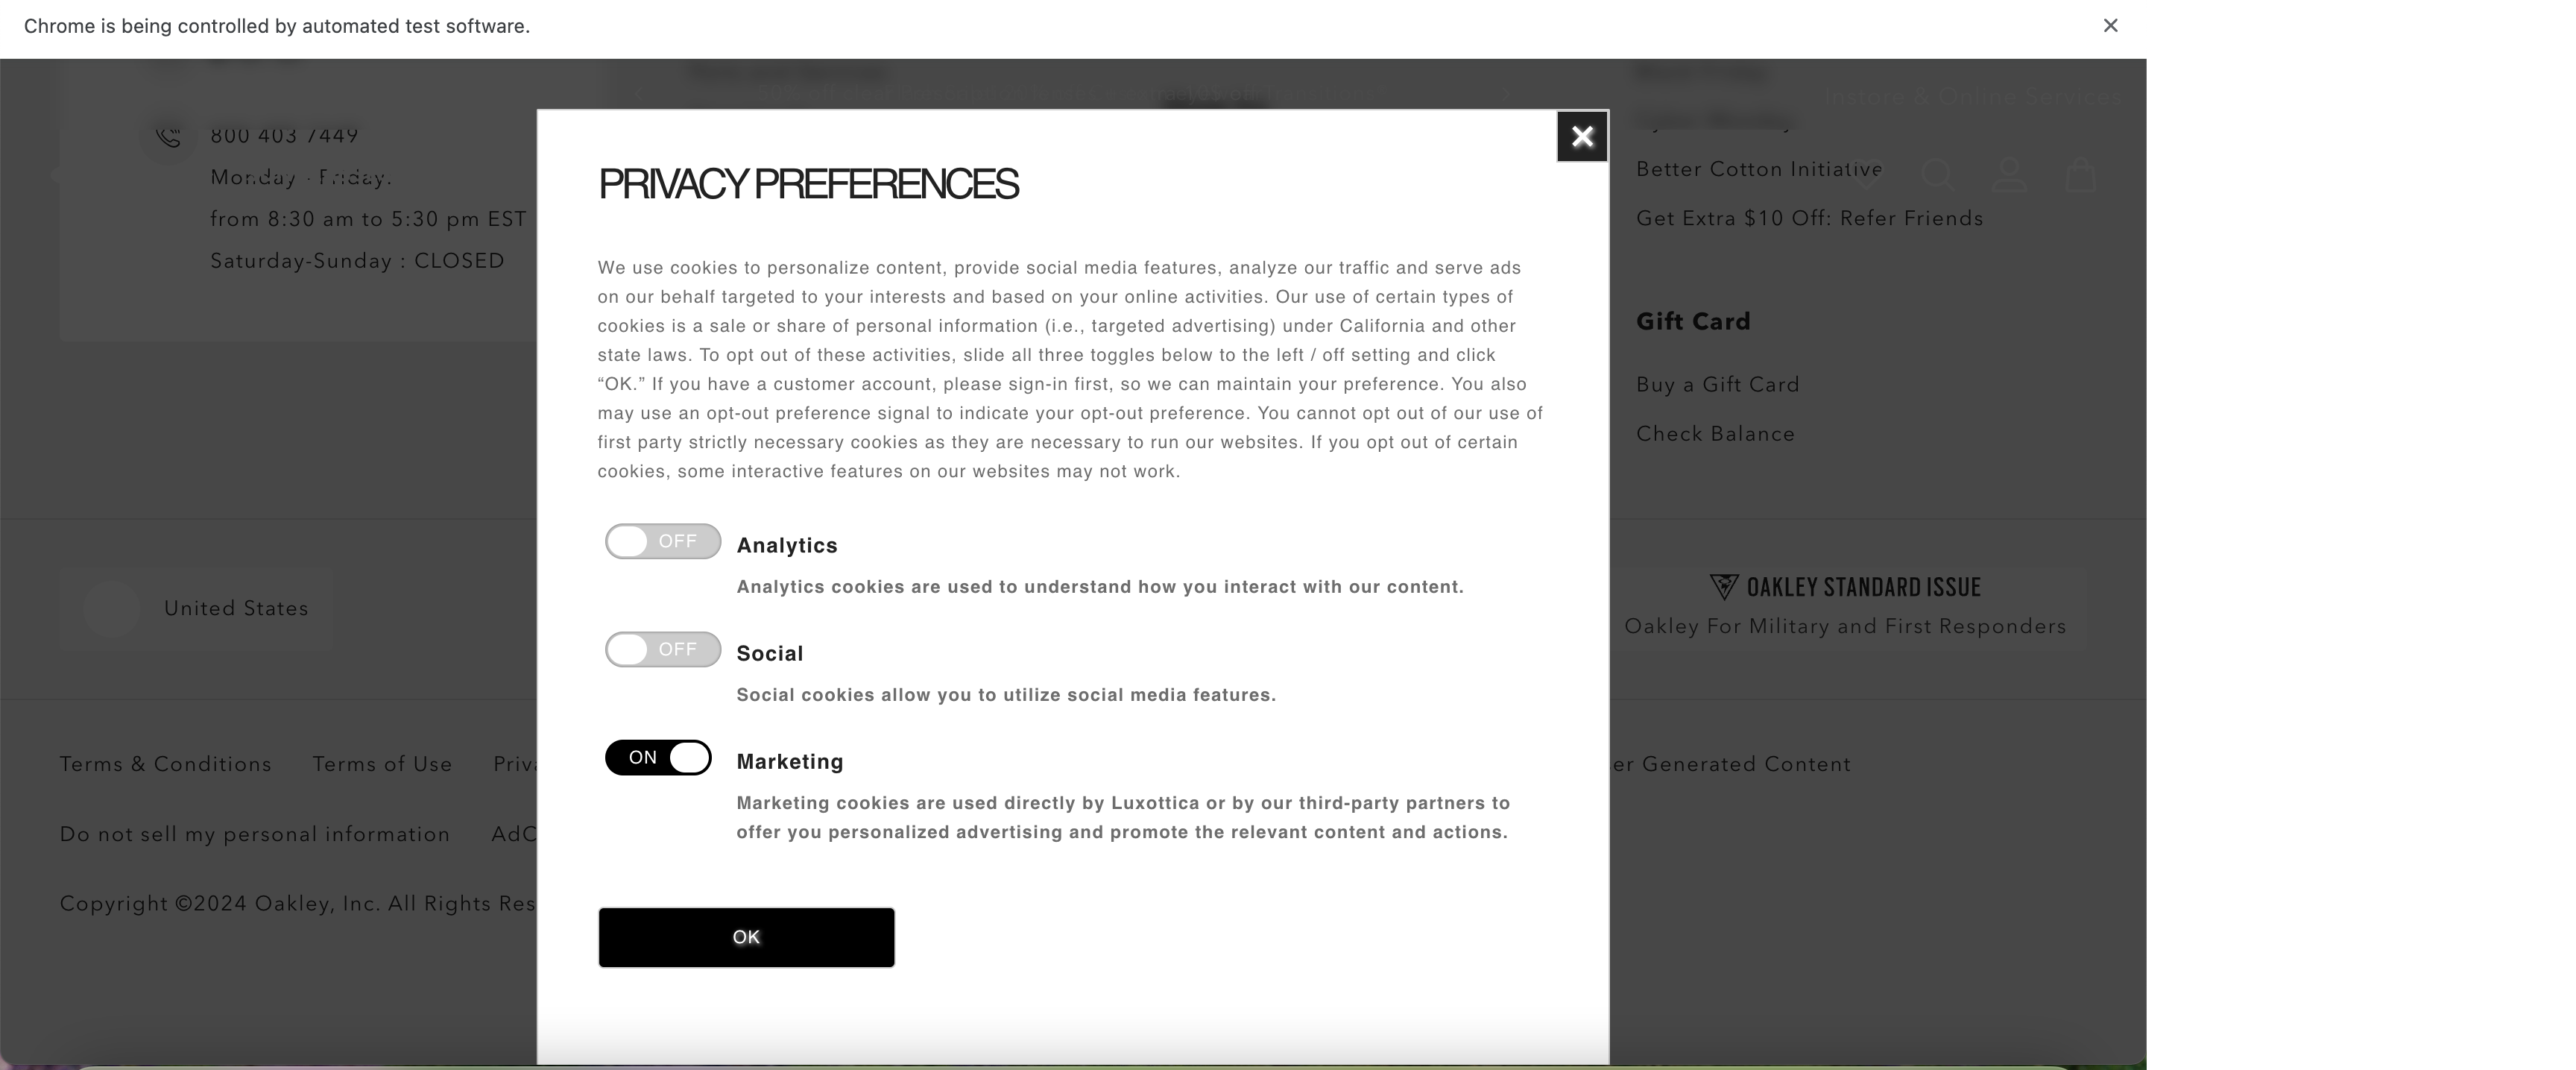 Chrome is being controlled by automated test software.
Instore & Online Services
800 403 7449
Monday - Friday:
from 8:30 am to 5:30 pm EST
Saturday-Sunday : CLOSED
PRIVACY PREFERENCES
We use cookies to personalize content, provide social media features, analyze our traffic and serve ads
on our behalf targeted to your interests and based on your online activities. Our use of certain types of
cookies is a sale or share of personal information (i.e., targeted advertising) under California and other
state laws. To opt out of these activities, slide all three toggles below to the left / off setting and click
“OK.” If you have a customer account, please sign-in first, so we can maintain your preference. You also
may use an opt-out preference signal to indicate your opt-out preference. You cannot opt out of our use of
first party strictly necessary cookies as they are necessary to run our websites. If you opt out of certain
cookies, some interactive features on our websites may not work.
OFF Analytics
Analytics cookies are used to understand how you interact with our content.
OFF Social
Social cookies allow you to utilize social media features.
ON Marketing
Marketing cookies are used directly by Luxottica or by our third-party partners to
offer you personalized advertising and promote the relevant content and actions.
OK
Better Cotton Initiative
Get Extra $10 Off: Refer Friends
Gift Card
Buy a Gift Card
Check Balance
United States
OAKLEY STANDARD ISSUE
Oakley For Military and First Responders
Terms & Conditions Terms of Use Priva
er Generated Content
Do not sell my personal information AdC
Copyright ©2024 Oakley, Inc. All Rights Res